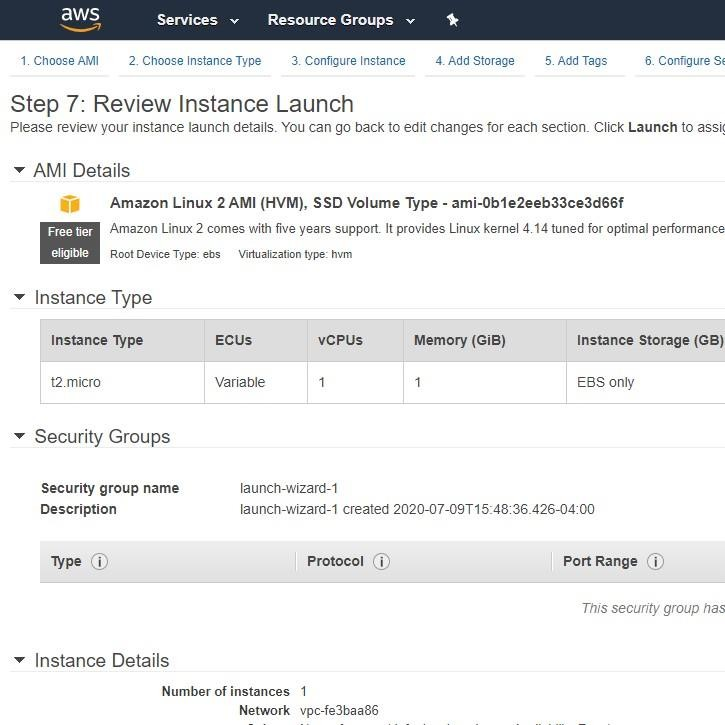 aws Services Resource Groups
1. Choose AMI 2. Choose Instance Type 3. Configure Instance 4. Add Storage 5. Add Tags 6. Configure
Step 7: Review Instance Launch
Please review your instance launch details. You can go back to edit changes for each section. Click Launch to
AMI Details
Amazon Linux 2 AMI (HVM), SSD Volume Type - ami-0b1e2eeb33ce3d66f
Free tier eligible
Amazon Linux 2 comes with five years support. It provides Linux kernel 4.14 tuned for optimal performance
Root Device Type: ebs Virtualization type: hvm
Instance Type
Instance Type ECUs vCPUs Memory (GiB) Instance Storage (GB)
t2.micro Variable 1 1 EBS only
Security Groups
Security group name launch-wizard-1
Description launch-wizard-1 created 2020-07-09T15:48:36.426-04:00
Type i Protocol i Port Range i
This security group has
Instance Details
Number of instances 1
Network vpc-fe3baa86